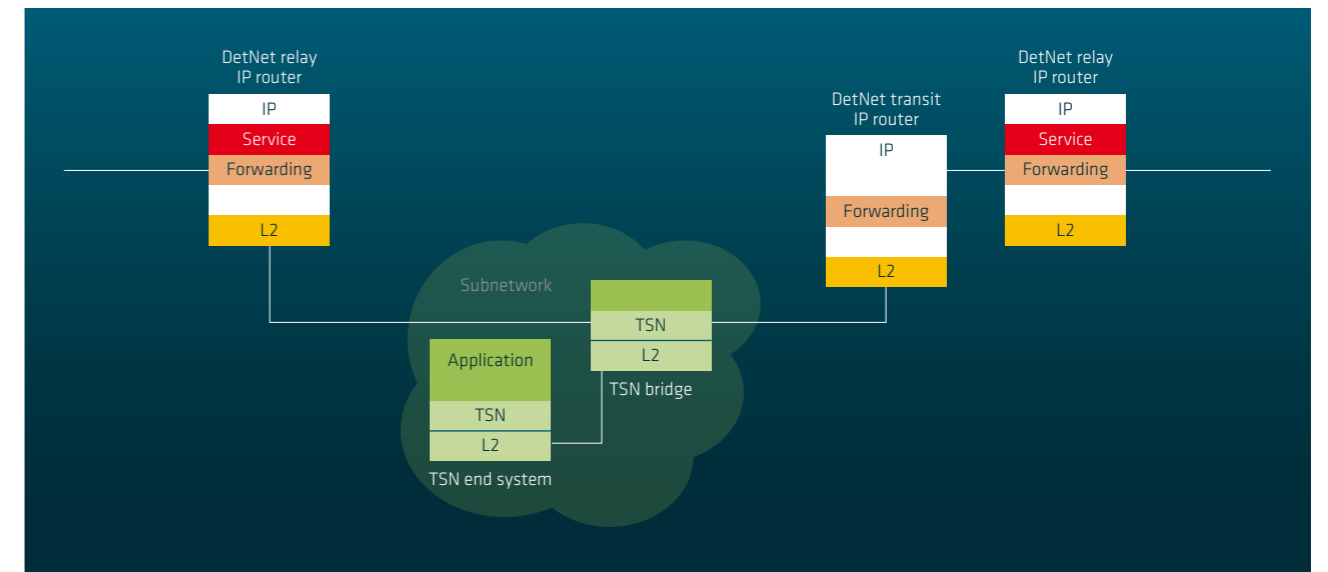 DetNet relay
IP router
IP
Service
Forwarding
L2
Subnetwork
Application
TSN
L2
TSN end system
TSN
L2
TSN bridge
DetNet transit
IP router
IP
Forwarding
L2
DetNet relay
IP router
IP
Service
Forwarding
L2